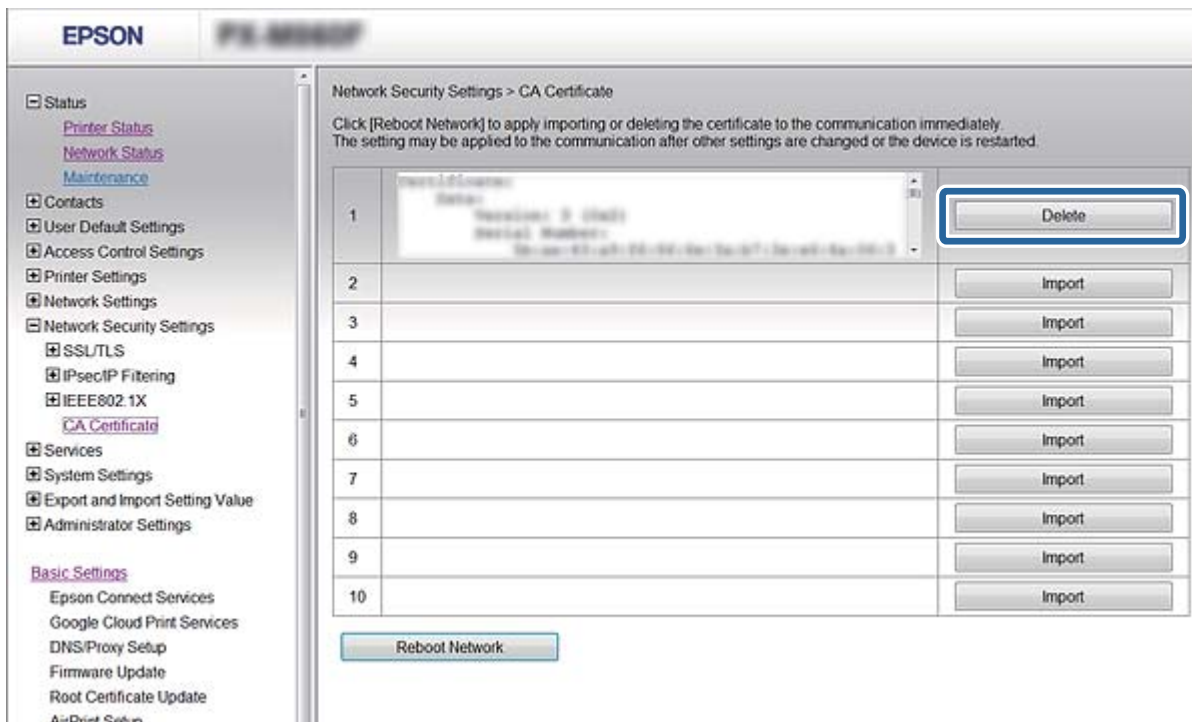 EPSON
Status
Printer Status
Network Status
Maintenance
Contacts
User Default Settings
Access Control Settings
Printer Settings
Network Settings
Network Security Settings
SSL/TLS
IPsec/IP Filtering
IEEE802.1X
CA Certificate
Services
System Settings
Export and Import Setting Value
Administrator Settings
Basic Settings
Epson Connect Services
Google Cloud Print Services
DNS/Proxy Setup
Firmware Update
Root Certificate Update
AirPrint Setup
Network Security Settings > CA Certificate
Click [Reboot Network] to apply importing or deleting the certificate to the communication immediately.
The setting may be applied to the communication after other settings are changed or the device is restarted.
1 Delete
2 Import
3 Import
4 Import
5 Import
6 Import
7 Import
8 Import
9 Import
10 Import
Reboot Network